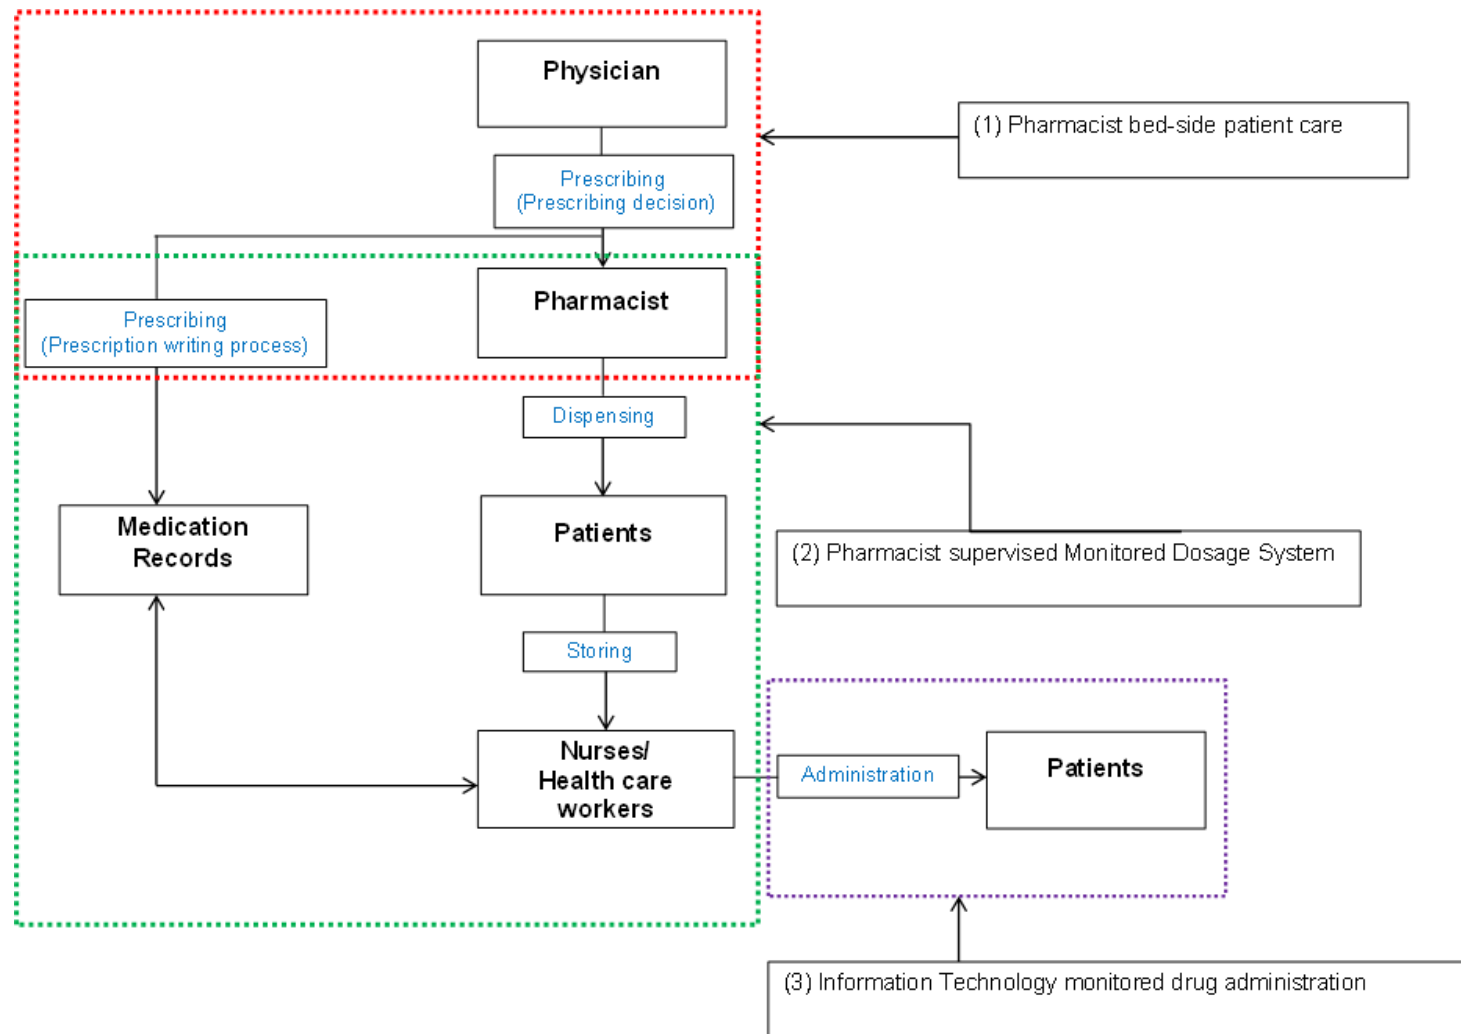 Physician
(1) Pharmacist bed-side patient care
Prescribing
(Prescribing decision)
Pharmacist
Prescribing
(Prescription writing process)
Dispensing
Medication
Records
Patients
(2) Pharmacist supervised Monitored Dosage System
Storing
Nurses/
Health care
workers
Administration
Patients
(3) Information Technology monitored drug administration